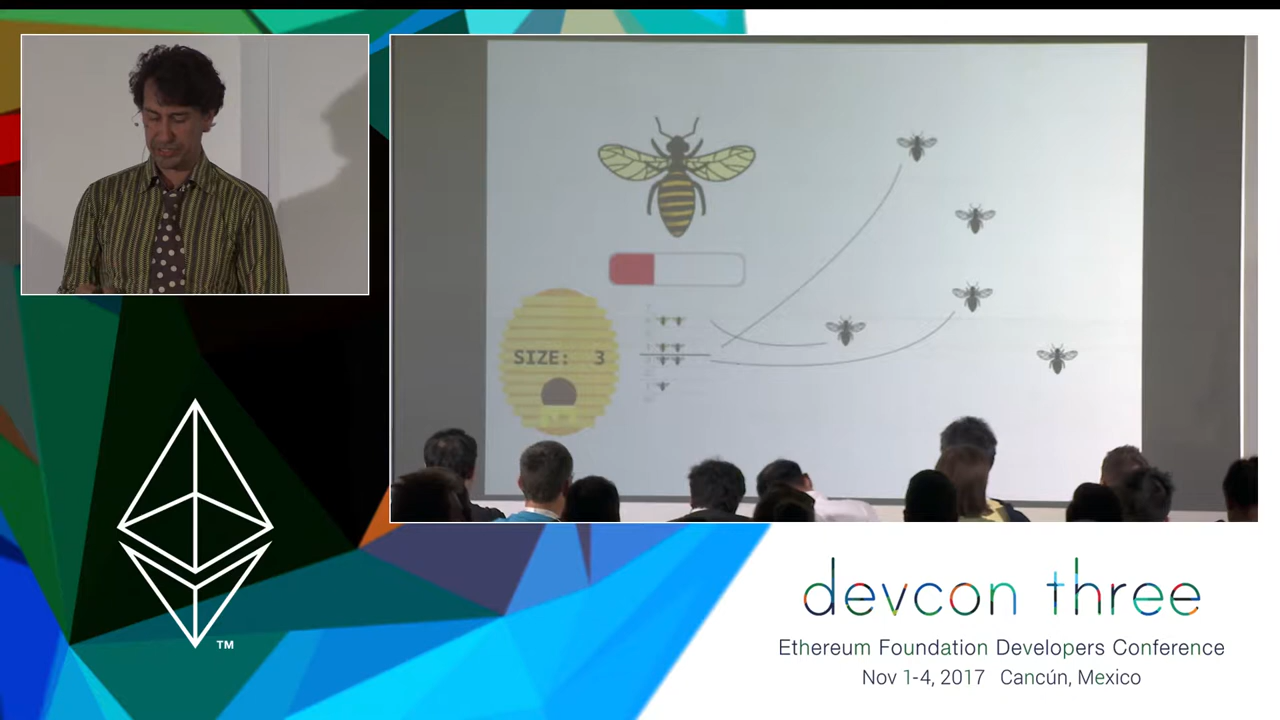 SIZE: 3
TM
devcon three
Ethereum Foundation Developers Conference
Nov 1-4, 2017 Cancún, Mexico